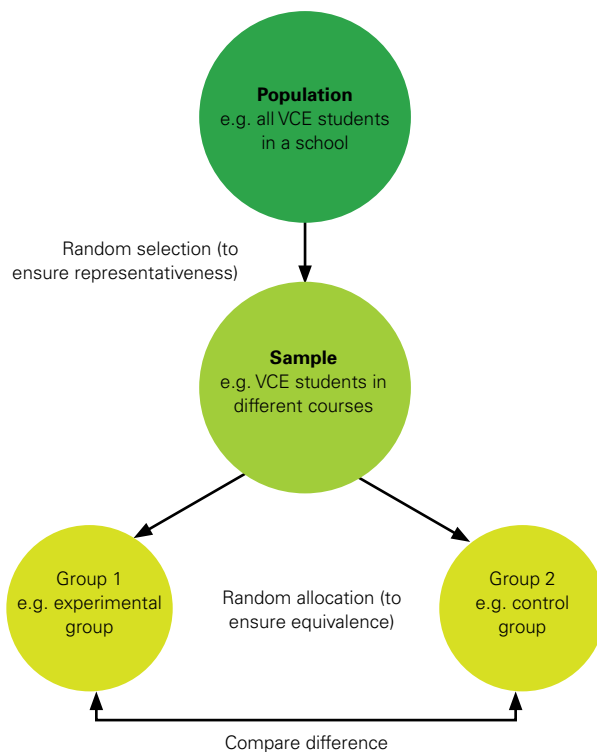 Population
e.g. all VCE students
in a school
Random selection (to
ensure representativeness)
Sample
e.g. VCE students in
different courses
Group 1
e.g. experimental
group
Random allocation (to
ensure equivalence)
Group 2
e.g. control
group
Compare difference